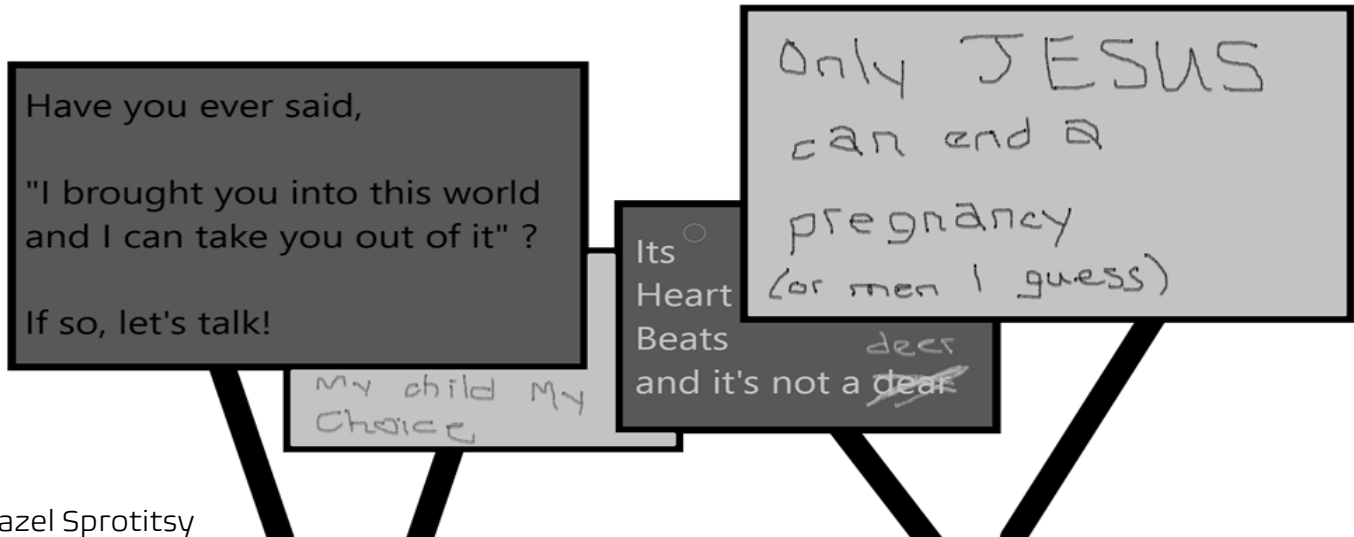 Have you ever said,
"I brought you into this world
and I can take you out of it" ?
If so, let's talk!
My child My
Choice
Its
Heart
Beats
deer
and it's not a dear
Only JESUS
can end a
pregnancy
(or men I guess)
azel Sprotitsy